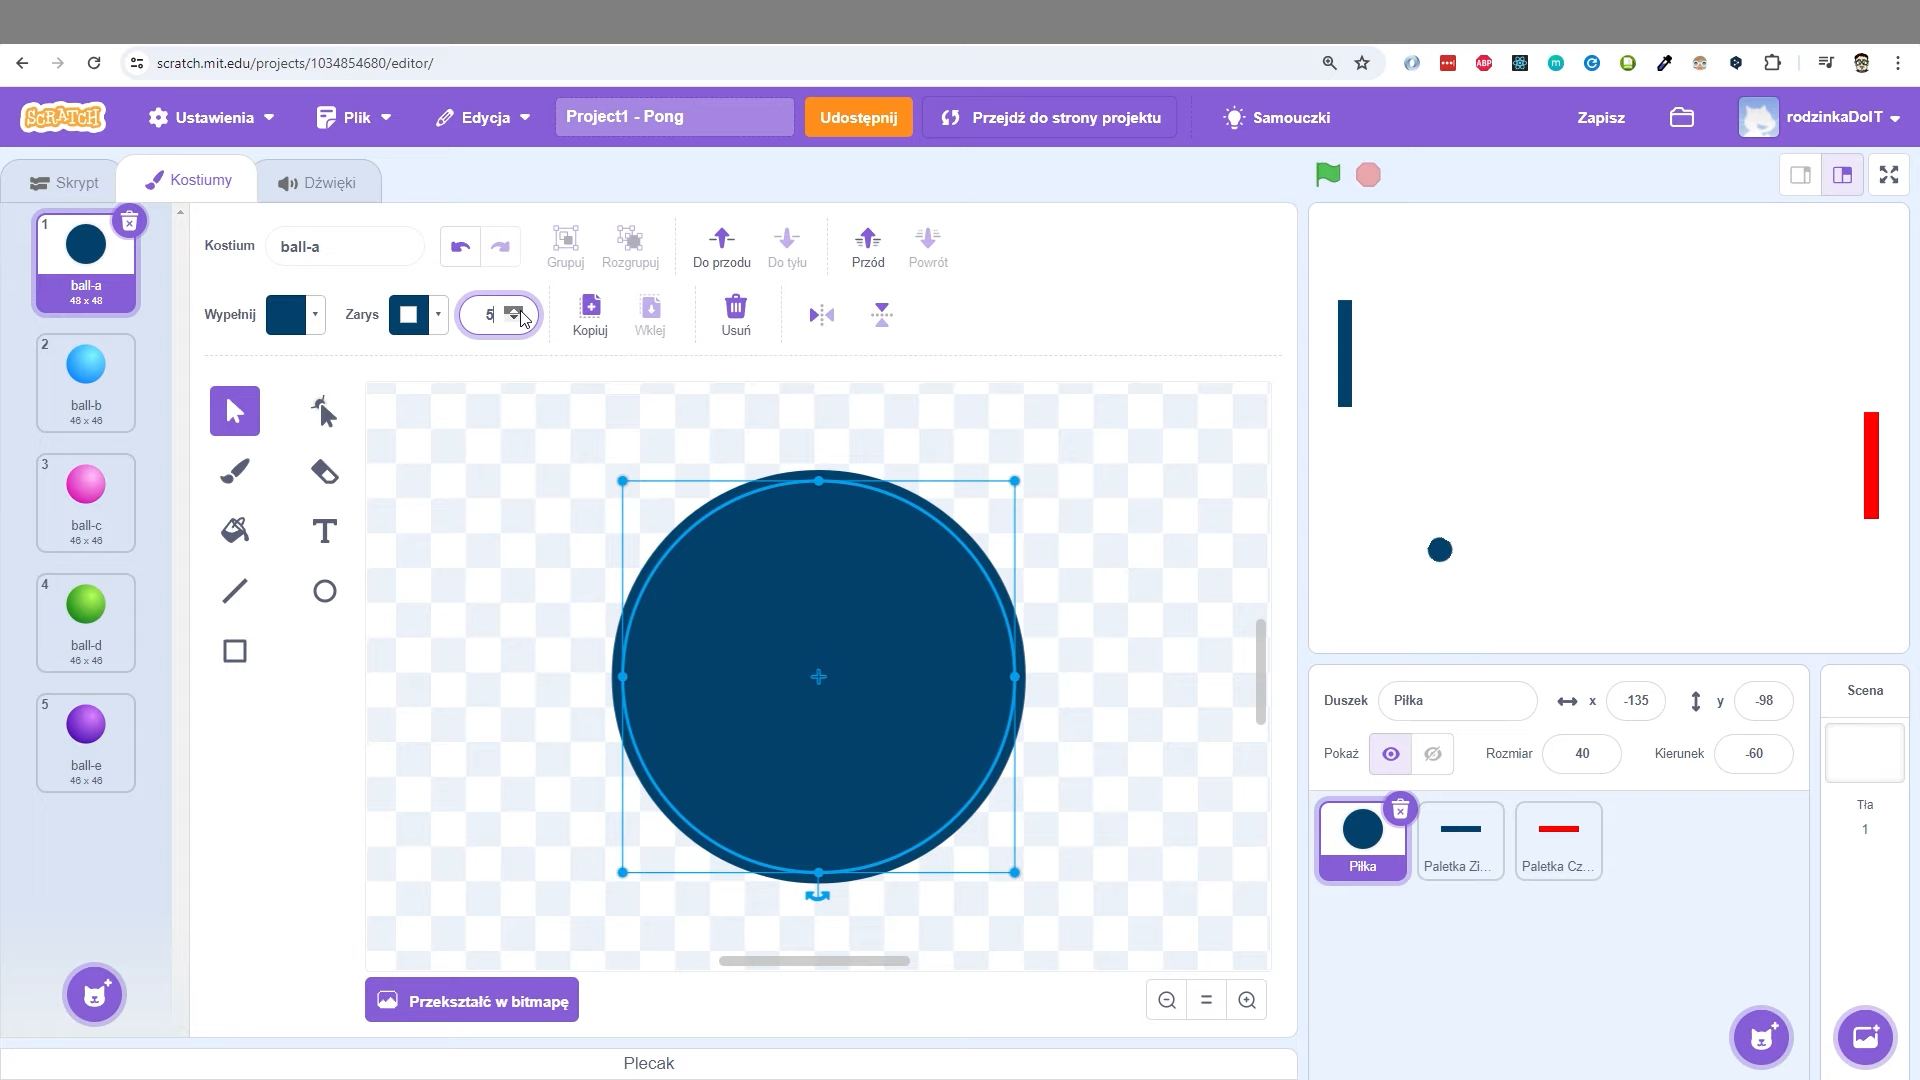 scratch.mit.edu/projects/1034854680/editor/
ABP
SCRATCH
Ustawienia
Plik
Edycja
Project1 - Pong
Udostępnij
Przejdź do strony projektu
Samouczki
Zapisz
rodzinkaDoIT
Skrypt
Kostiumy
Dźwięki
1
ball-a
48 x 48
2
ball-b
46 x 46
3
ball-c
46 x 46
4
ball-d
46 x 46
5
ball-e
46 x 46
Kostium
ball-a
Grupuj
Rozgrupuj
Do przodu
Do tyłu
Przód
Powrót
Wypełnij
Zarys
5
Kopiuj
Wklej
Usuń
T
Przekształć w bitmapę
Plecak
Duszek
Piłka
x
-135
y
-98
Pokaż
Rozmiar
40
Kierunek
-60
Piłka
Paletka Zi...
Paletka Cz...
Scena
Tła
1